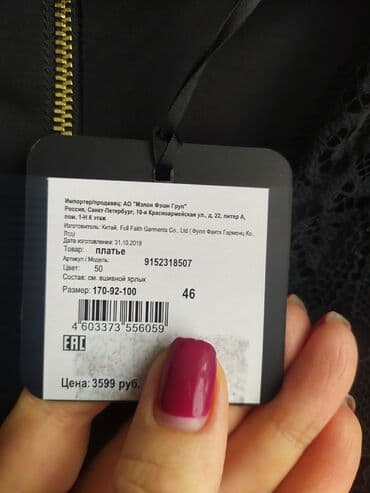 Импортер/продавец: АО "Мэлон Фэшн Груп"
Россия, Санкт-Петербург, 10-я Красноармейская ул., д. 22, литер А,
пом. 1-Н 6 этаж
Изготовитель: Китай, Full Faith Garments Co., Ltd ( Фулл Фаитх Гарментс Ко.,
Лтд)
Дата изготовления: 31.10.2018
Товар: платье
Артикул / Модель: 9152318507
Цвет: 50
Состав: см. вшивной ярлык
Размер: 170-92-100 46
4 603373 556059
EAC
Цена: 3599 руб.